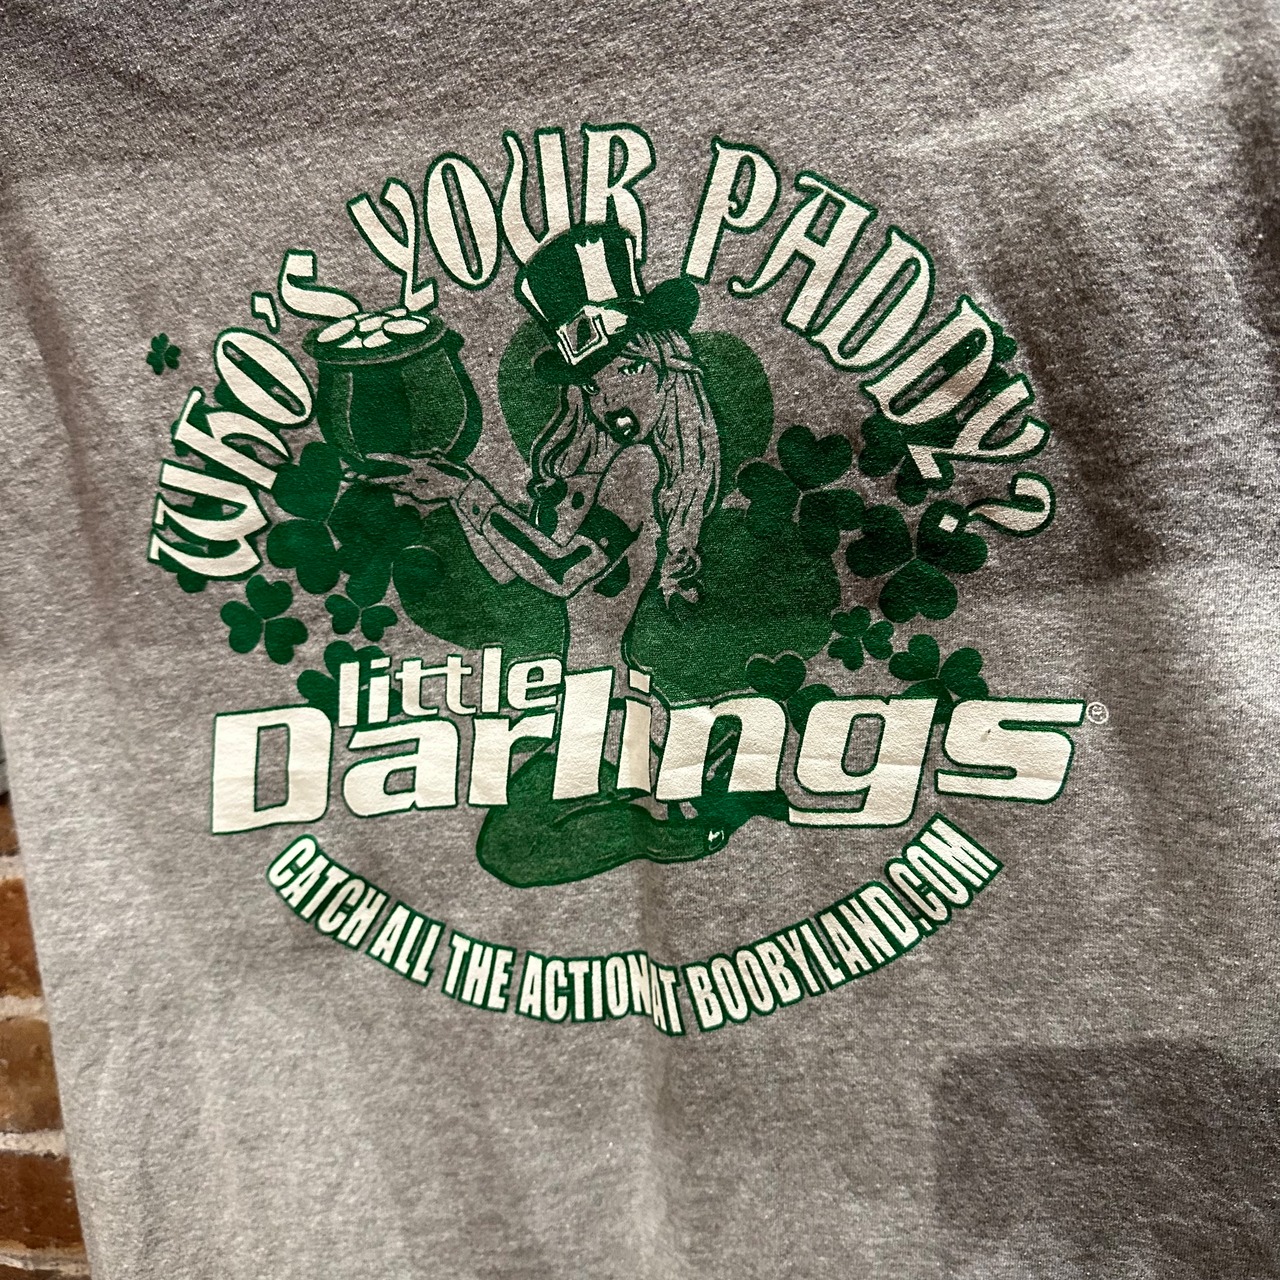 Who's YOUR PADDY?
little
Darlings®
CATCH ALL THE ACTION AT BOOBYLAND.COM